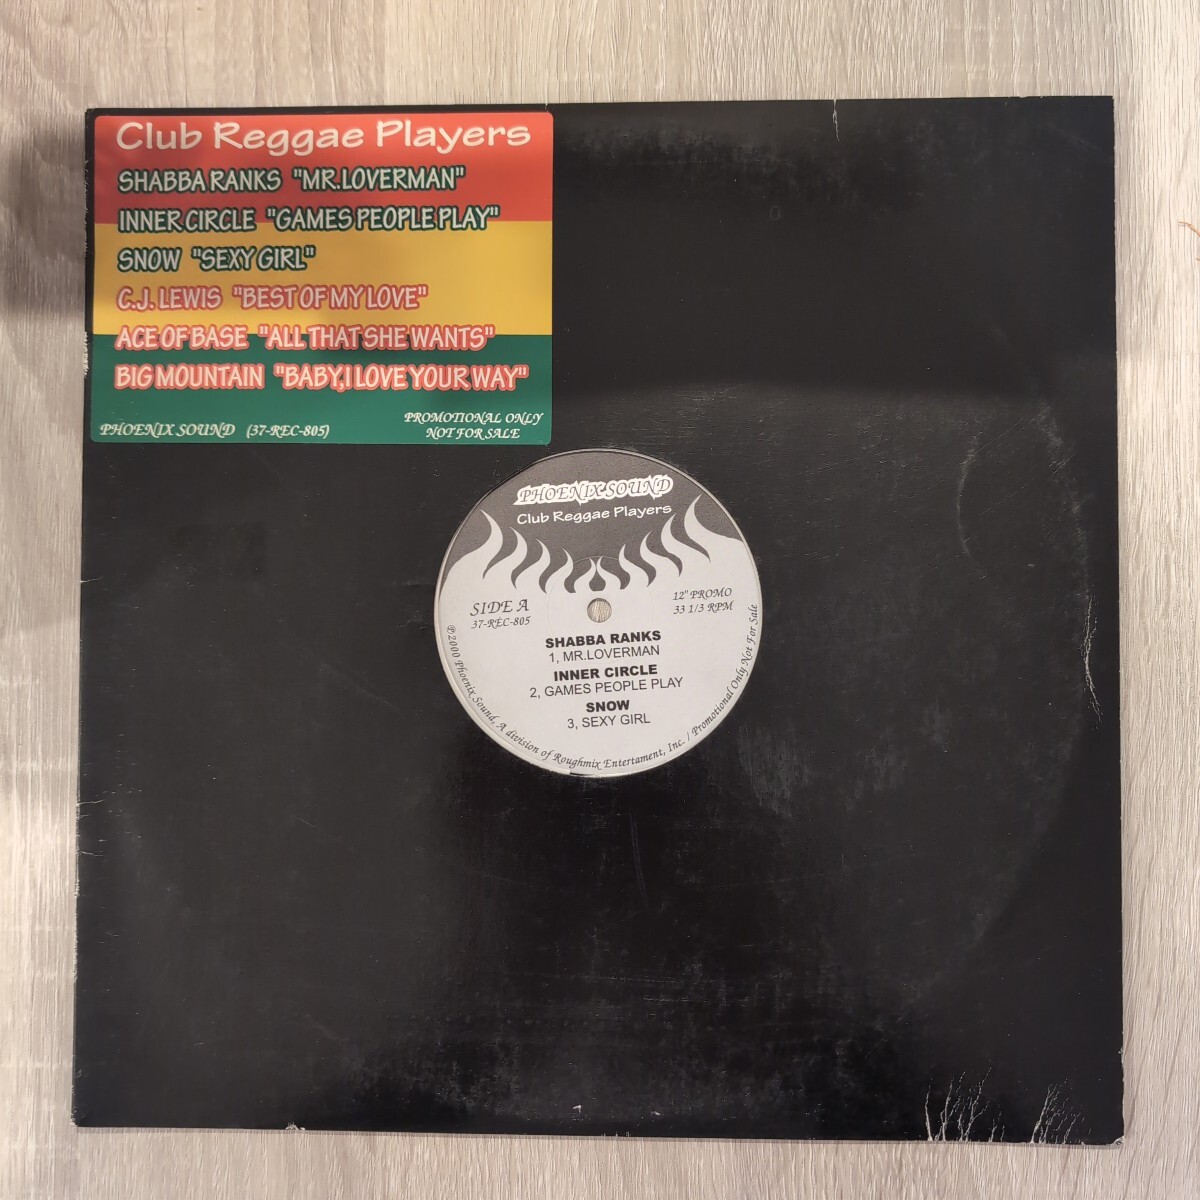 Club Reggae Players
SHABBA RANKS "MR.LOVERMAN"
INNER CIRCLE "GAMES PEOPLE PLAY"
SNOW "SEXY GIRL"
C.J. LEWIS "BEST OF MY LOVE"
ACE OF BASE "ALL THAT SHE WANTS"
BIG MOUNTAIN "BABY,I LOVE YOUR WAY"
PHOENIX SOUND (37-REC-805)
PROMOTIONAL ONLY
NOT FOR SALE
PHOENIX SOUND
Club Reggae Players
SIDE A
37-REC-805
12" PROMO
33 1/3 RPM
SHABBA RANKS
1, MR.LOVERMAN
INNER CIRCLE
2, GAMES PEOPLE PLAY
SNOW
3, SEXY GIRL
℗2000 Phoenix Sound, A division of Roughmix Entertament, Inc. / Promotional Only Not For Sale